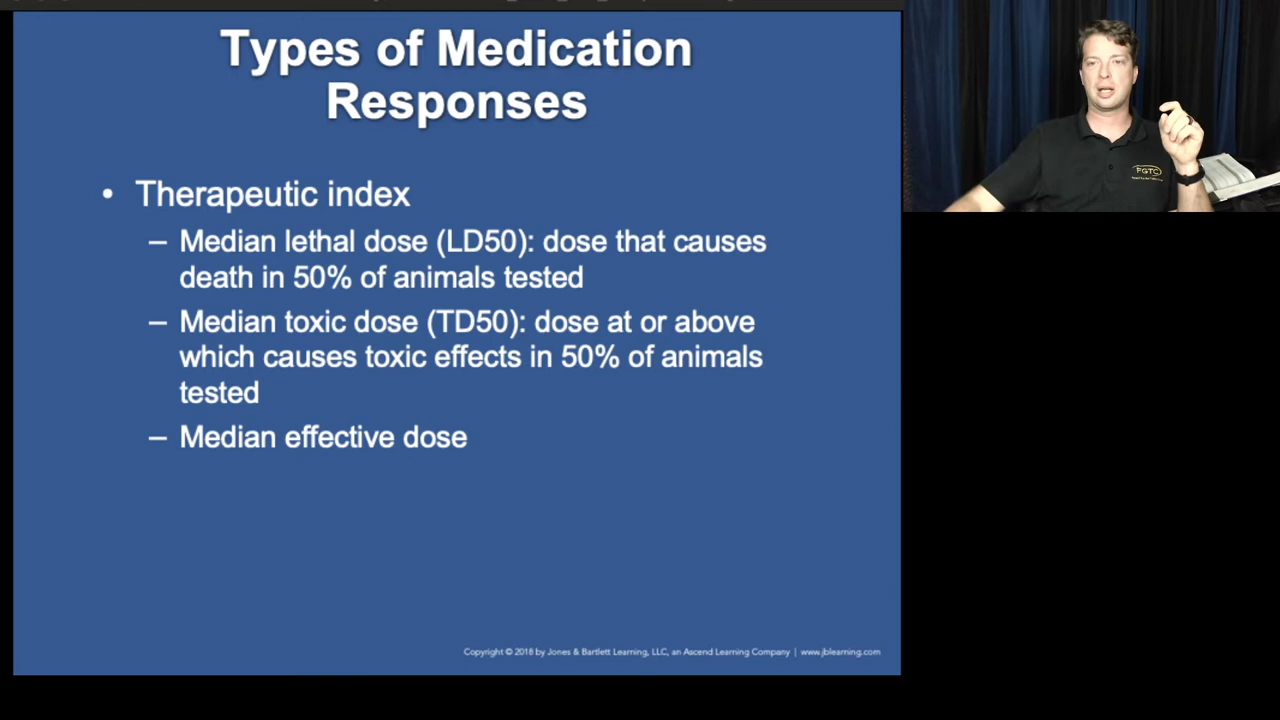 Types of Medication
Responses
• Therapeutic index
– Median lethal dose (LD50): dose that causes
death in 50% of animals tested
– Median toxic dose (TD50): dose at or above
which causes toxic effects in 50% of animals
tested
– Median effective dose
Copyright © 2018 by Jones & Bartlett Learning, LLC, an Ascend Learning Company | www.jblearning.com
FGTC